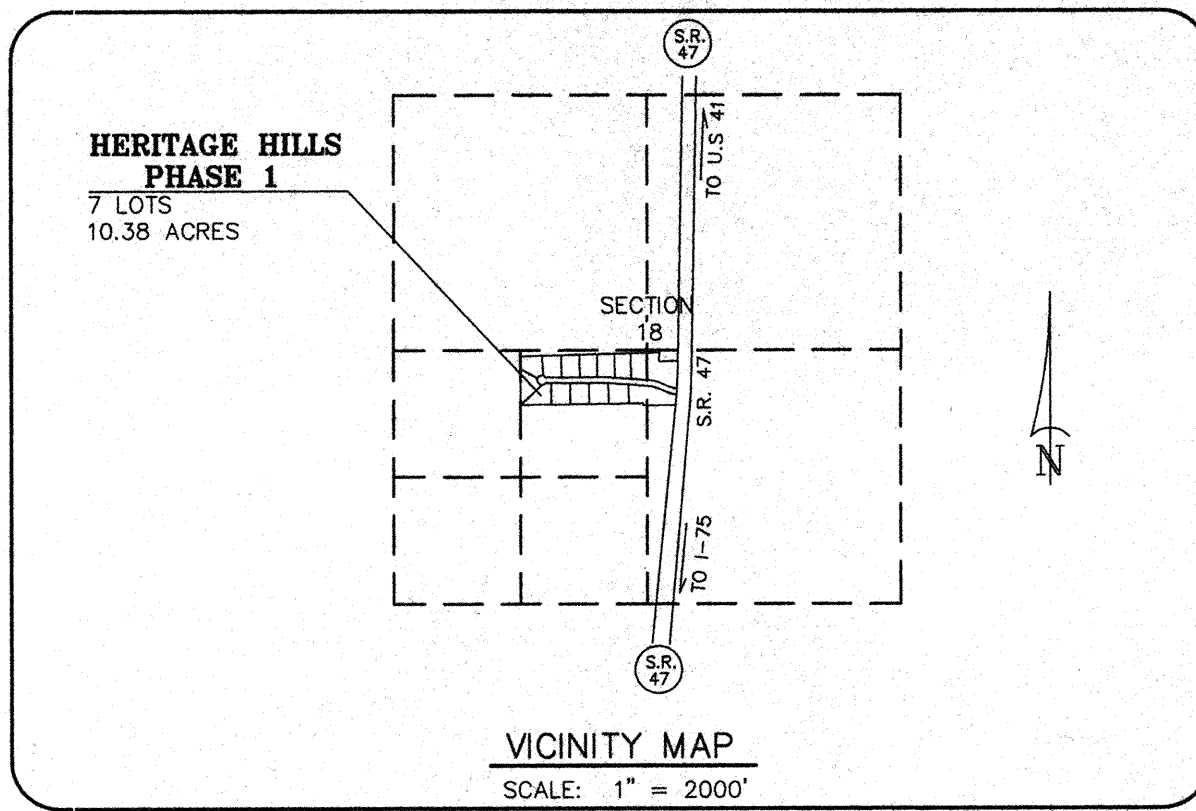 S.R.
47
TO U.S 41
HERITAGE HILLS
PHASE 1
7 LOTS
10.38 ACRES
SECTION
18
S.R. 47
N
TO I-75
S.R.
47
VICINITY MAP
SCALE: 1" = 2000'